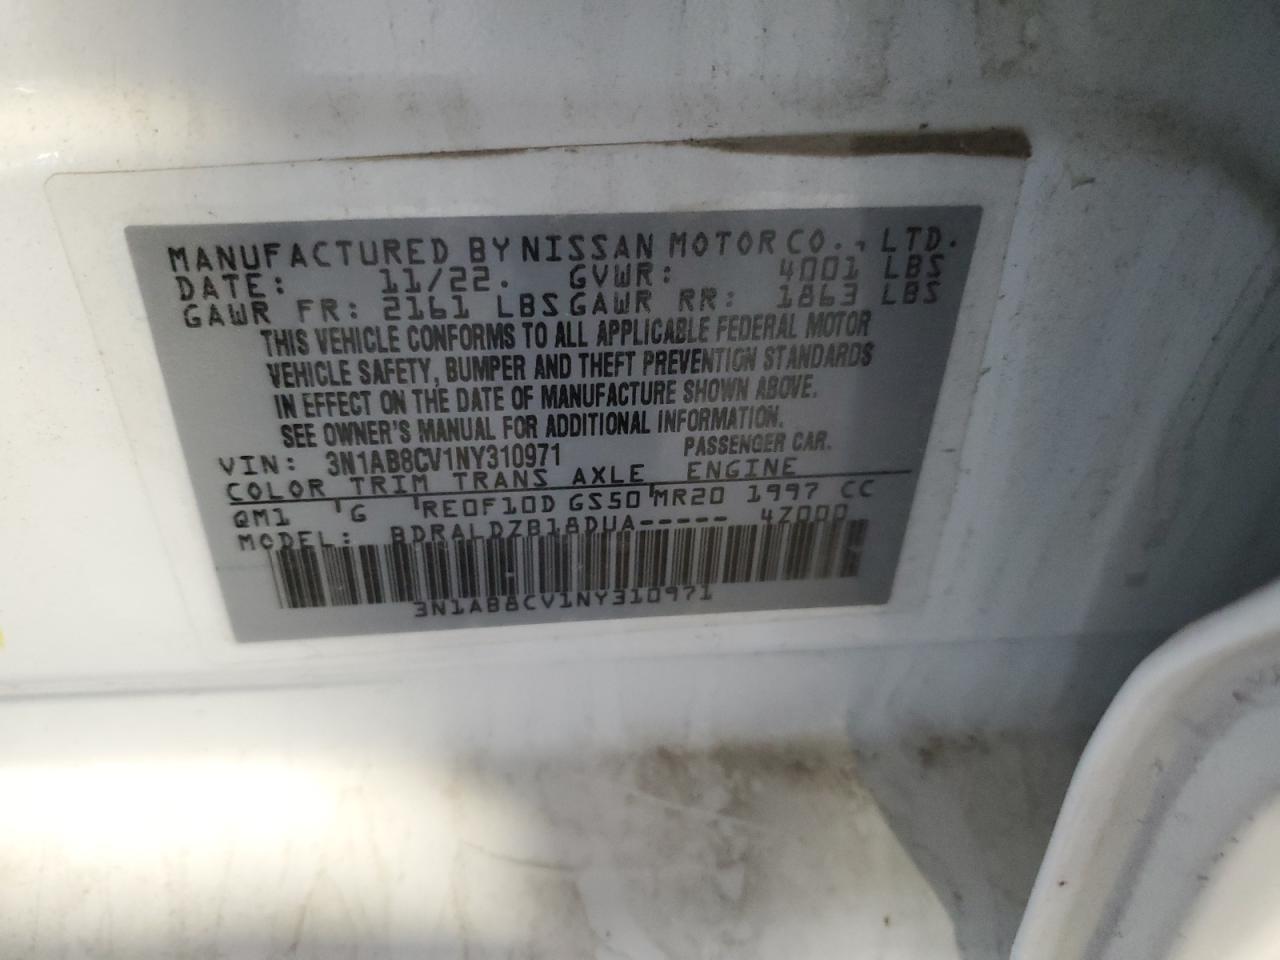 MANUFACTURED BY NISSAN MOTOR CO., LTD.
DATE: 11/22. GVWR: 4001 LBS
GAWR FR: 2161 LBS GAWR RR: 1863 LBS
THIS VEHICLE CONFORMS TO ALL APPLICABLE FEDERAL MOTOR
VEHICLE SAFETY, BUMPER AND THEFT PREVENTION STANDARDS
IN EFFECT ON THE DATE OF MANUFACTURE SHOWN ABOVE.
SEE OWNER'S MANUAL FOR ADDITIONAL INFORMATION.
VIN: 3N1AB8CV1NY310971 PASSENGER CAR.
COLOR TRIM TRANS AXLE ENGINE
QM1 G RE0F10D GS50 MR20 1997 CC
MODEL: BDRALDZB18DUA----- 4Z000
3N1AB8CV1NY310971